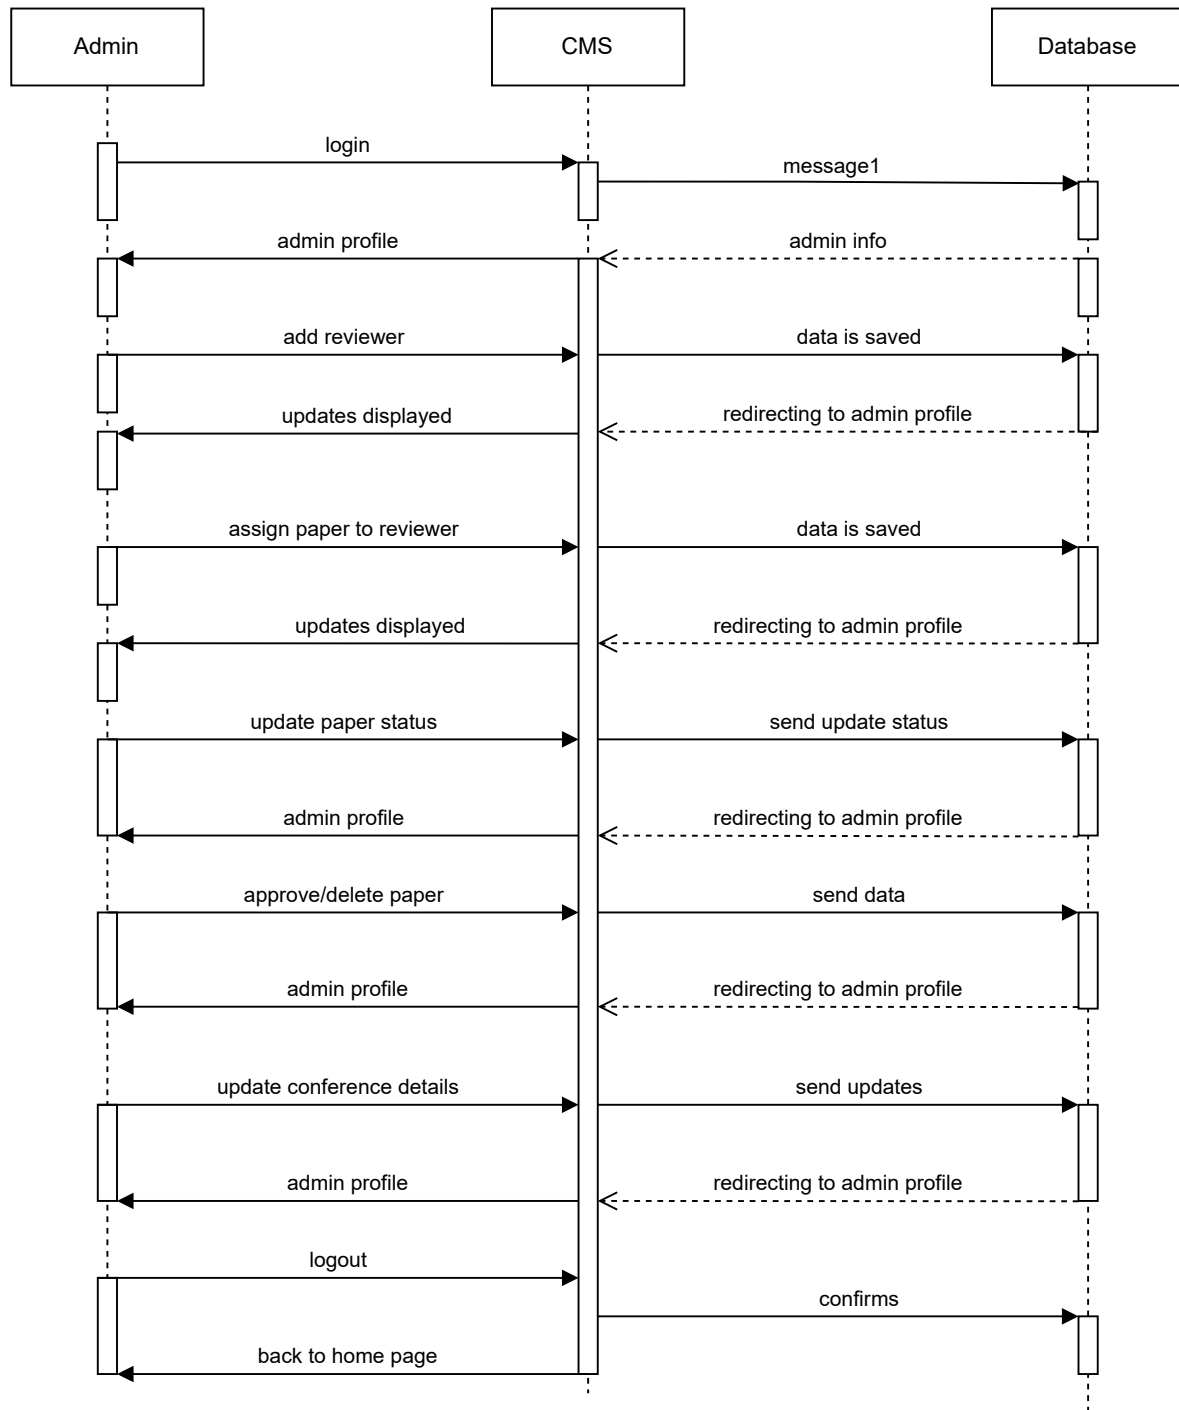 Admin
CMS
Database
login
message1
admin profile
admin info
add reviewer
data is saved
updates displayed
redirecting to admin profile
assign paper to reviewer
data is saved
updates displayed
redirecting to admin profile
update paper status
send update status
admin profile
redirecting to admin profile
approve/delete paper
send data
admin profile
redirecting to admin profile
update conference details
send updates
admin profile
redirecting to admin profile
logout
confirms
back to home page